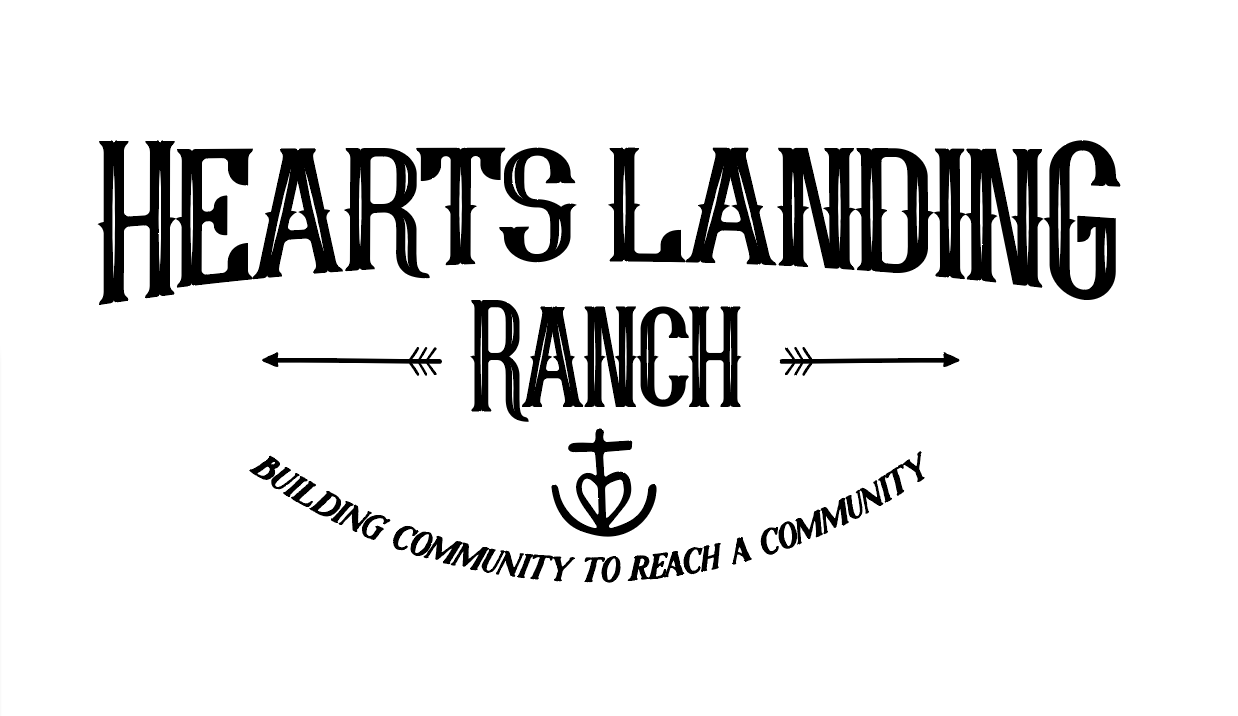 HEARTS LANDING
RANCH
BUILDING COMMUNITY TO REACH A COMMUNITY